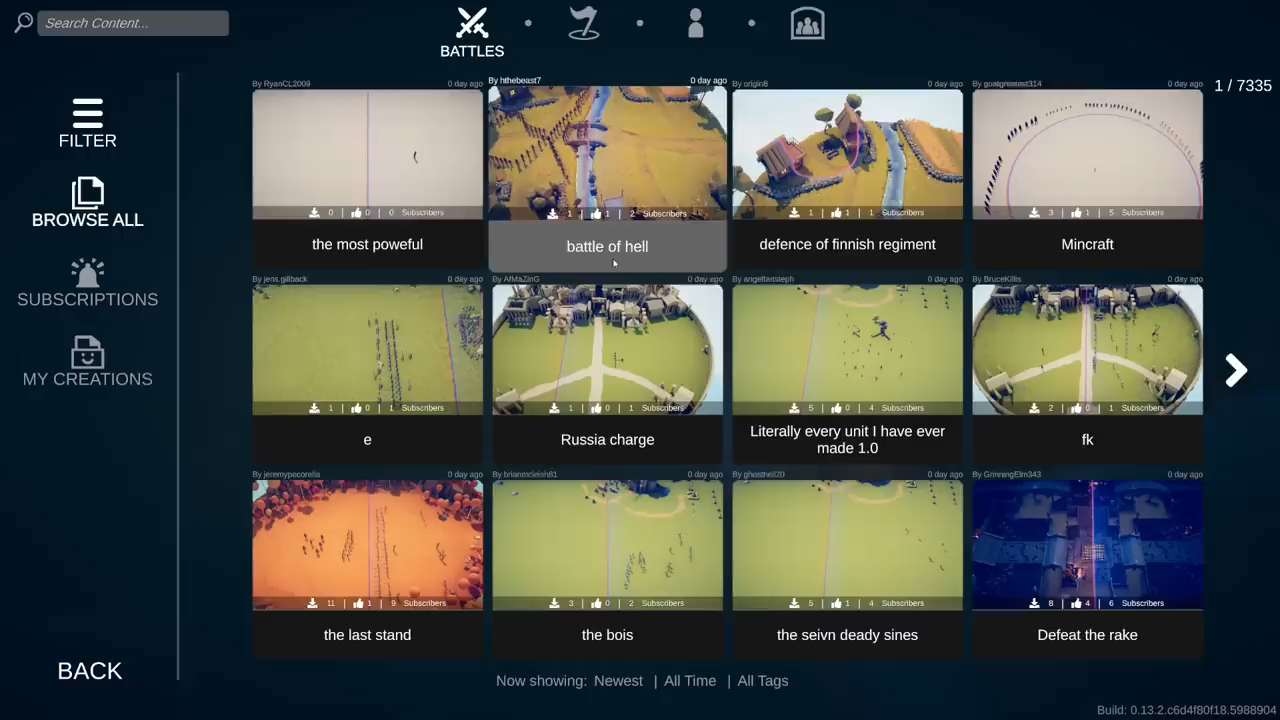 Search Content...
BATTLES
1 / 7335
FILTER
BROWSE ALL
SUBSCRIPTIONS
MY CREATIONS
BACK
By RyanCL2009 0 day ago
0 | 0 | 0 Subscribers
the most poweful
By hthebeast7 0 day ago
1 | 1 | 2 Subscribers
battle of hell
By origin8 0 day ago
1 | 1 | 1 Subscribers
defence of finnish regiment
By 0 day ago
3 | 1 | 5 Subscribers
Mincraft
By jens.gillback 0 day ago
1 | 0 | 1 Subscribers
e
By AfMaZinG 0 day ago
1 | 0 | 1 Subscribers
Russia charge
By angelfansteph 0 day ago
5 | 0 | 4 Subscribers
Literally every unit I have ever
made 1.0
By BruceKillis 0 day ago
2 | 0 | 1 Subscribers
fk
By jeremypecorella 0 day ago
11 | 1 | 9 Subscribers
the last stand
By brianmcleish81 0 day ago
3 | 0 | 2 Subscribers
the bois
By 0 day ago
5 | 1 | 4 Subscribers
the seivn deady sines
By 0 day ago
8 | 4 | 6 Subscribers
Defeat the rake
Now showing: Newest | All Time | All Tags
Build: 0.13.2.c6d4f80f18.5988904